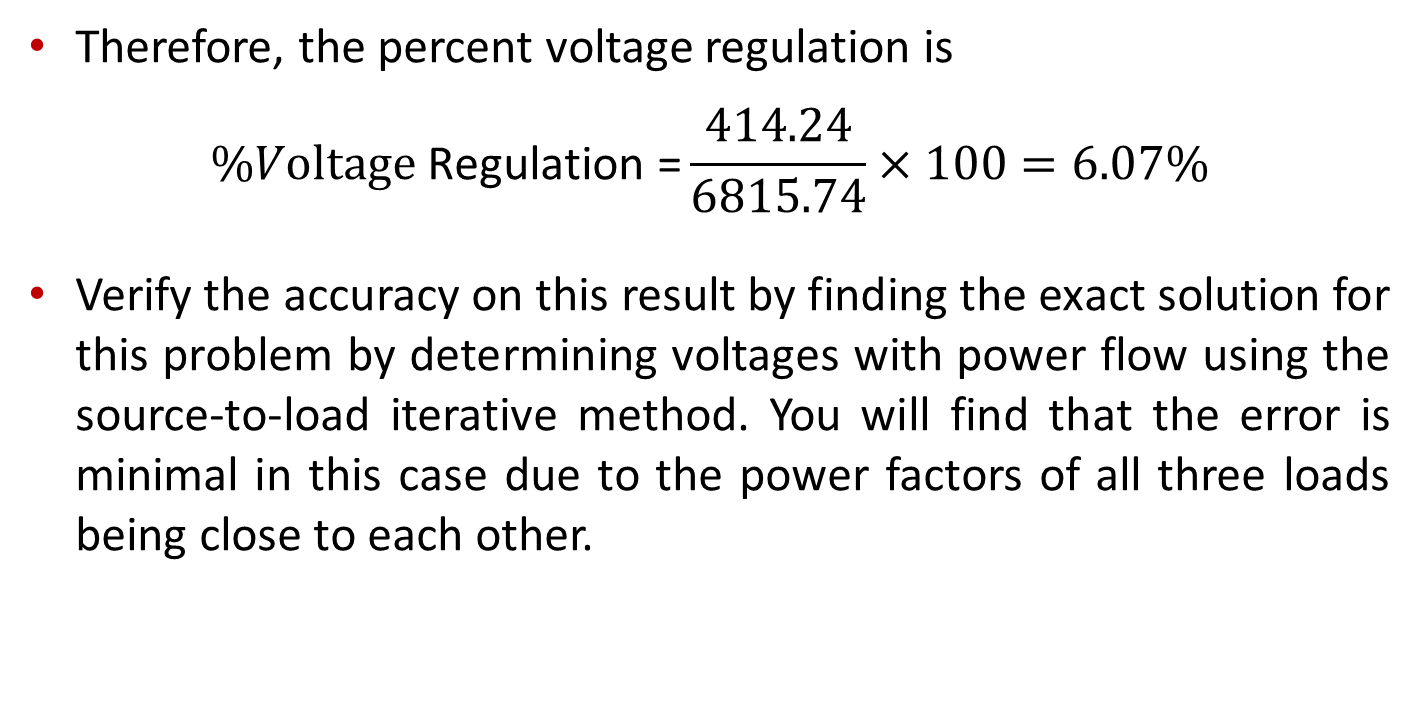 • Therefore, the percent voltage regulation is
%Voltage Regulation = 414.24/6815.74 × 100 = 6.07%
• Verify the accuracy on this result by finding the exact solution for
this problem by determining voltages with power flow using the
source-to-load iterative method. You will find that the error is
minimal in this case due to the power factors of all three loads
being close to each other.